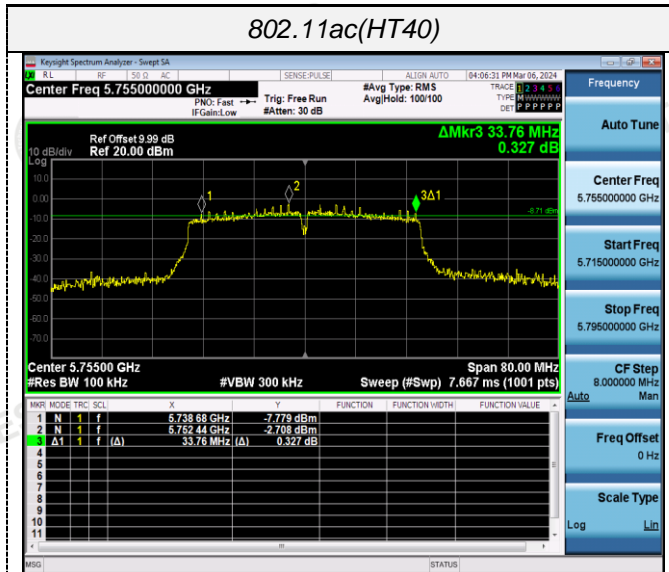 802.11ac(HT40)
Keysight Spectrum Analyzer - Swept SA
RL RF 50 Ω AC SENSE:PULSE ALIGN AUTO 04:06:31 PM Mar 06, 2024
Center Freq 5.755000000 GHz #Avg Type: RMS TRACE 1 2 3 4 5 6
PNO: Fast Trig: Free Run Avg|Hold: 100/100 TYPE M W W W W W
IFGain:Low #Atten: 30 dB DET P P P P P P
Ref Offset 9.99 dB ΔMkr3 33.76 MHz
10 dB/div Ref 20.00 dBm 0.327 dB
Log
10.0
0.00
-10.0
-20.0
-30.0
-40.0
-50.0
-60.0
-70.0
1
2
3Δ1
-8.71 dBm
Center 5.75500 GHz Span 80.00 MHz
#Res BW 100 kHz #VBW 300 kHz Sweep (#Swp) 7.667 ms (1001 pts)
MKR MODE TRC SCL X Y FUNCTION FUNCTION WIDTH FUNCTION VALUE
1 N 1 f 5.738 68 GHz -7.779 dBm
2 N 1 f 5.752 44 GHz -2.708 dBm
3 Δ1 1 f (Δ) 33.76 MHz (Δ) 0.327 dB
4
5
6
7
8
9
10
11
MSG STATUS
Frequency
Auto Tune
Center Freq
5.755000000 GHz
Start Freq
5.715000000 GHz
Stop Freq
5.795000000 GHz
CF Step
8.000000 MHz
Auto Man
Freq Offset
0 Hz
Scale Type
Log Lin